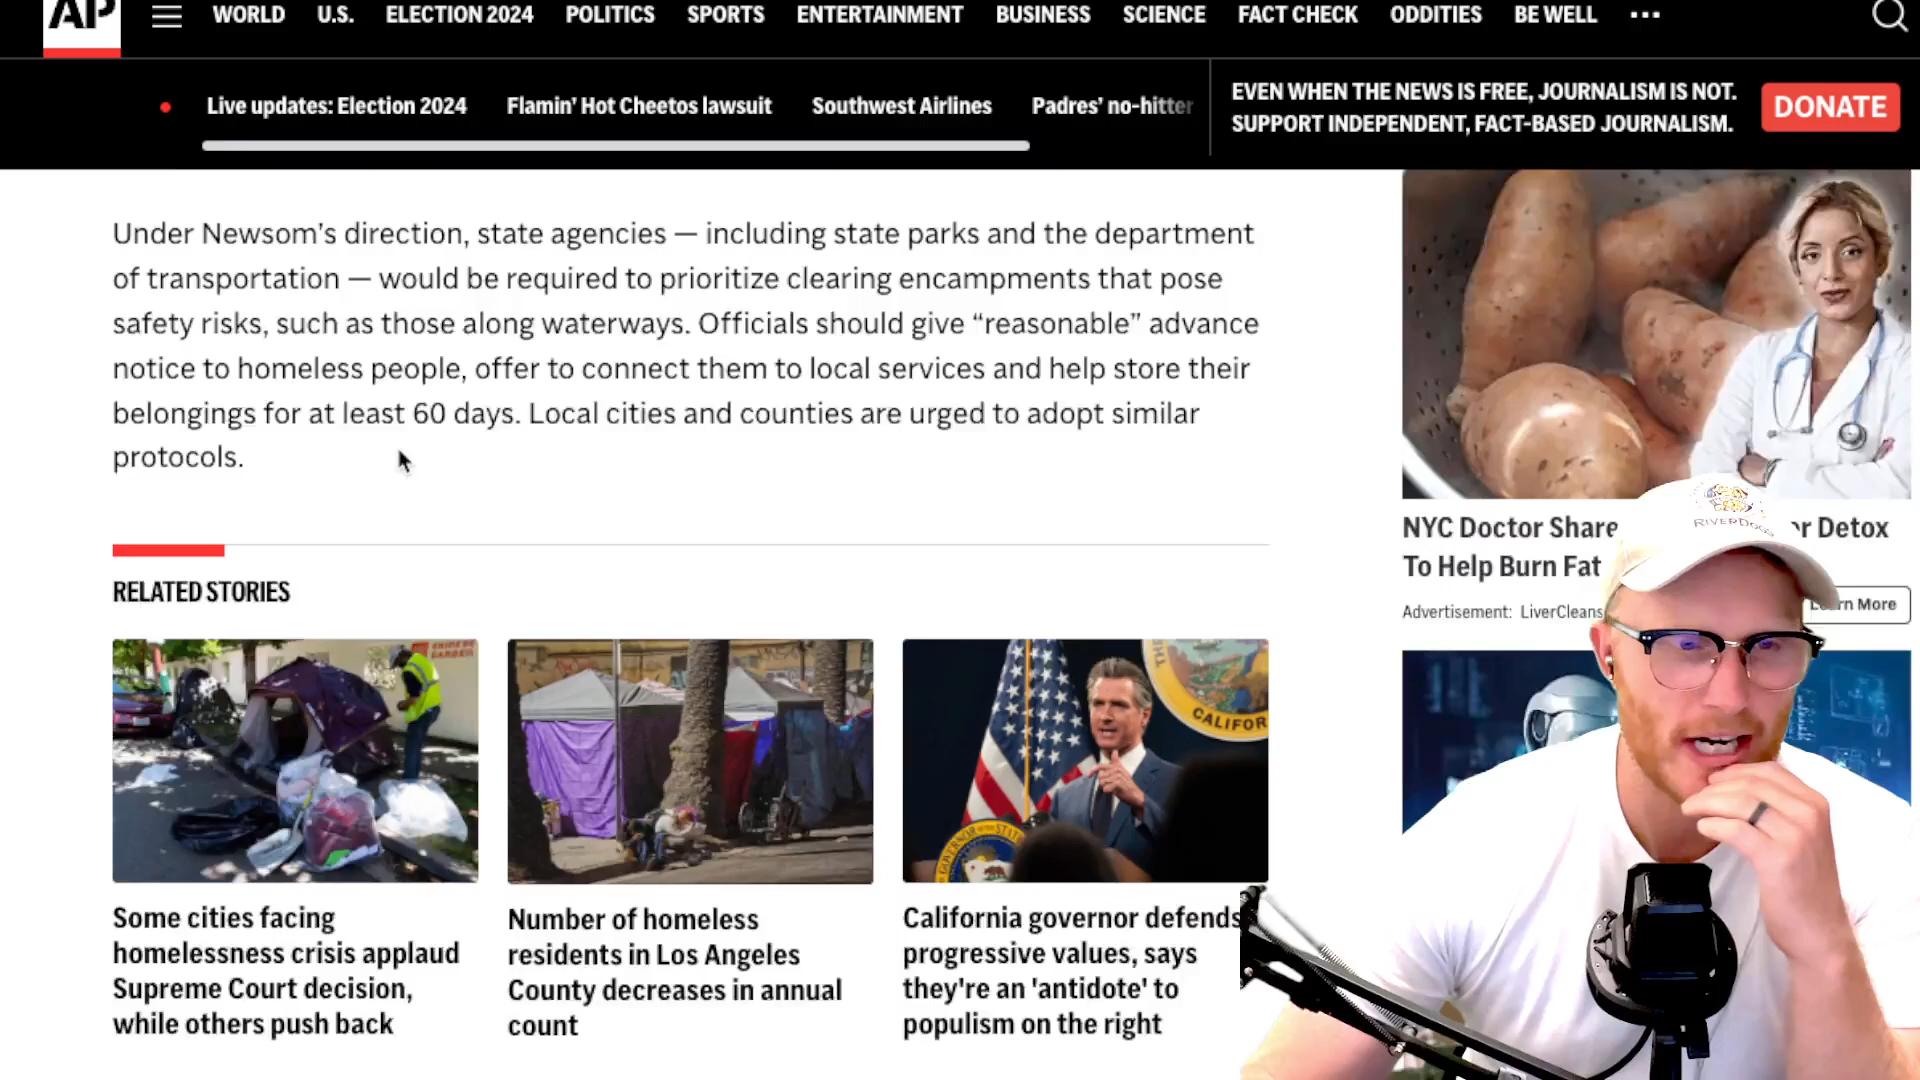 AP
WORLD U.S. ELECTION 2024 POLITICS SPORTS ENTERTAINMENT BUSINESS SCIENCE FACT CHECK ODDITIES BE WELL
Live updates: Election 2024 Flamin' Hot Cheetos lawsuit Southwest Airlines Padres' no-hitter
EVEN WHEN THE NEWS IS FREE, JOURNALISM IS NOT.
SUPPORT INDEPENDENT, FACT-BASED JOURNALISM.
DONATE
Under Newsom’s direction, state agencies — including state parks and the department
of transportation — would be required to prioritize clearing encampments that pose
safety risks, such as those along waterways. Officials should give “reasonable” advance
notice to homeless people, offer to connect them to local services and help store their
belongings for at least 60 days. Local cities and counties are urged to adopt similar
protocols.
RELATED STORIES
Some cities facing
homelessness crisis applaud
Supreme Court decision,
while others push back
Number of homeless
residents in Los Angeles
County decreases in annual
count
CALIFOR
California governor defends
progressive values, says
they're an 'antidote' to
populism on the right
NYC Doctor Share Detox
To Help Burn Fat
Advertisement: LiverCleans
More
RIVERDOGS